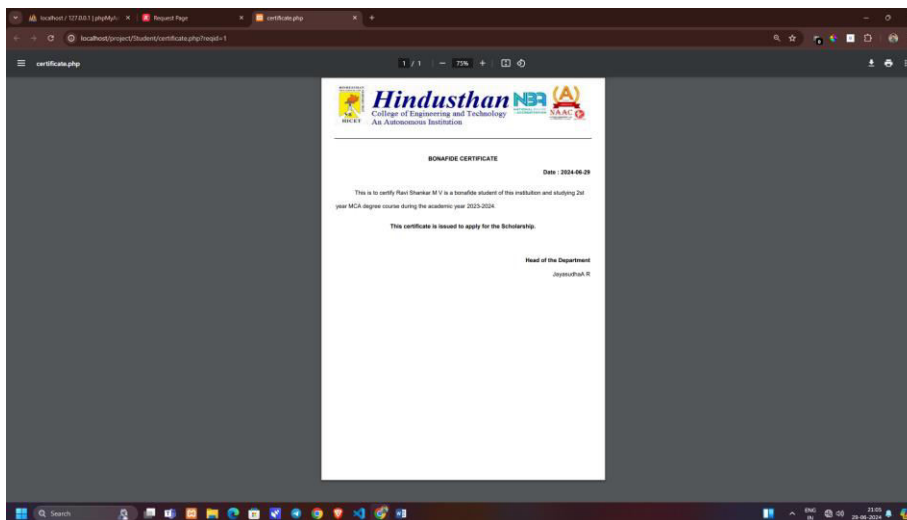 localhost / 127.0.0.1 | phpMyAd
Request Page
certificate.php
localhost/project/Student/certificate.php?reqid=1
certificate.php
1 / 1
73%
HICET
Hindusthan
College of Engineering and Technology
An Autonomous Institution
NBA
NAAC
BONAFIDE CERTIFICATE
Date : 2024-06-29
This is to certify Ravi Shankar M V is a bonafide student of this institution and studying 2st
year MCA degree course during the academic year 2023-2024.
This certificate is issued to apply for the Scholarship.
Head of the Department
JayasudhaA.R
Search
ENG
IN
21:05
29-06-2024